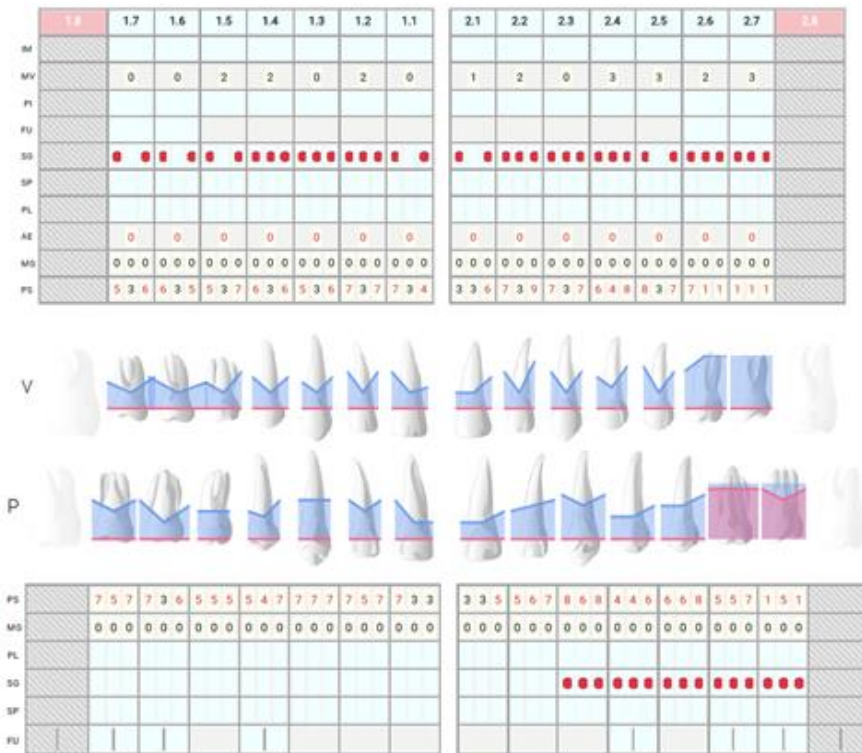 1.8 1.7 1.6 1.5 1.4 1.3 1.2 1.1 2.1 2.2 2.3 2.4 2.5 2.6 2.7 2.8
IM
MV 0 0 2 2 0 2 0 1 2 0 3 3 2 3
PI
FU
SG
SP
PL
AE 0 0 0 0 0 0 0 0 0 0 0 0 0 0
MG 0 0 0 0 0 0 0 0 0 0 0 0 0 0 0 0 0 0 0 0 0 0 0 0 0 0 0 0 0 0 0 0 0 0 0 0 0 0 0 0 0 0
PS 5 3 6 6 3 5 5 3 7 6 3 6 5 3 6 7 3 7 7 3 4 3 3 6 7 3 9 7 3 7 6 4 8 8 3 7 7 1 1 1 1 1
V
P
PS 7 5 7 7 3 6 5 5 5 5 4 7 7 7 7 7 5 7 7 3 3 3 3 5 5 6 7 8 6 8 4 4 6 6 6 8 5 5 7 1 5 1
MG 0 0 0 0 0 0 0 0 0 0 0 0 0 0 0 0 0 0 0 0 0 0 0 0 0 0 0 0 0 0 0 0 0 0 0 0 0 0 0 0 0 0
PL
SG
SP
FU